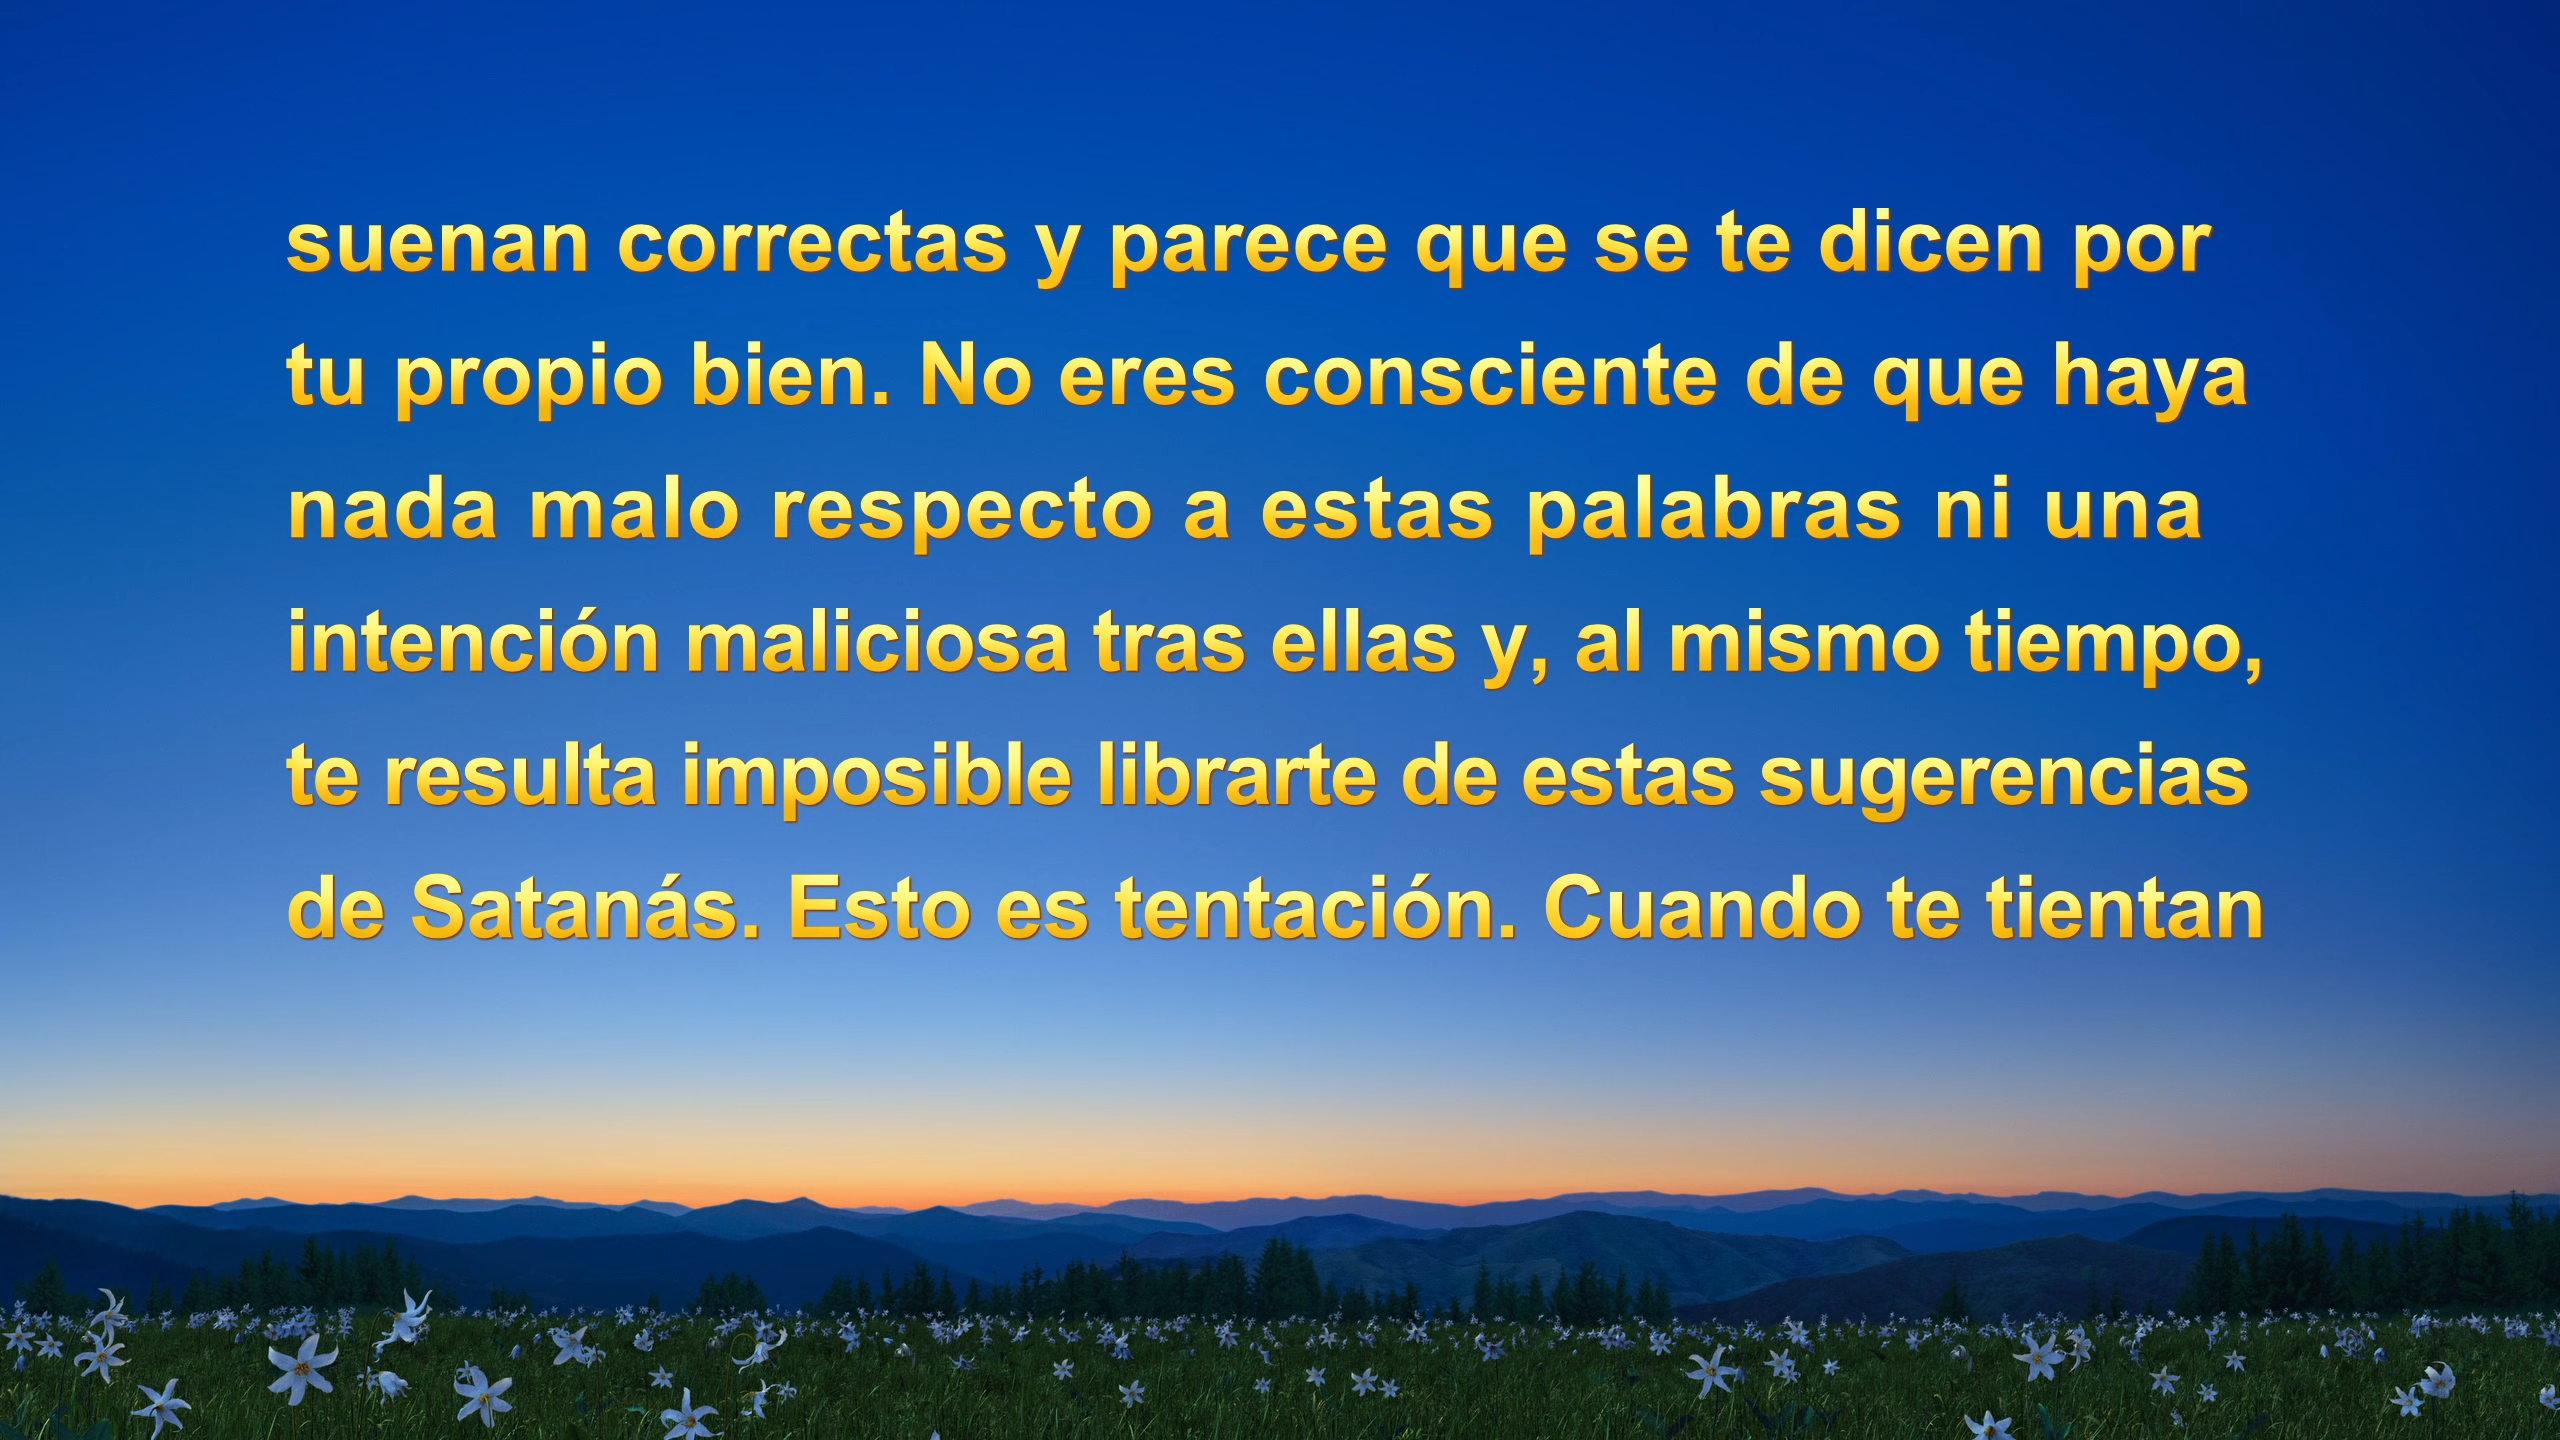 suenan correctas y parece que se te dicen por
tu propio bien. No eres consciente de que haya
nada malo respecto a estas palabras ni una
intención maliciosa tras ellas y, al mismo tiempo,
te resulta imposible librarte de estas sugerencias
de Satanás. Esto es tentación. Cuando te tientan